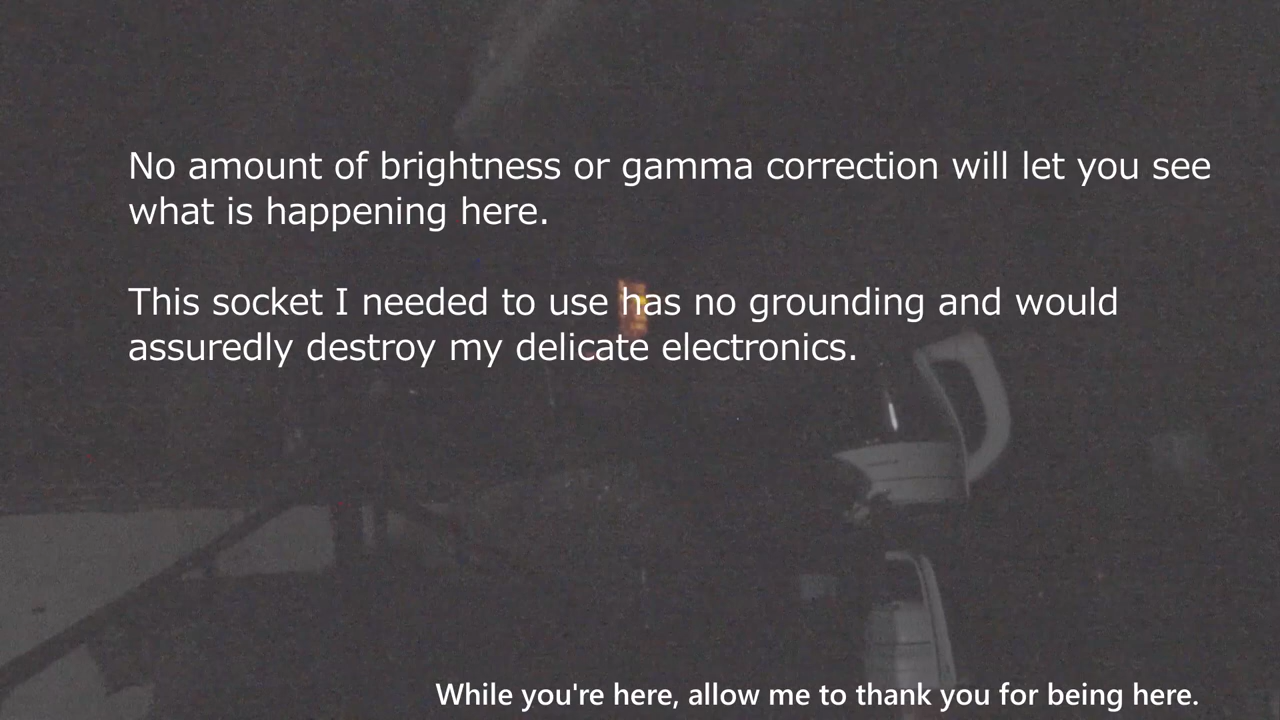 No amount of brightness or gamma correction will let you see
what is happening here.
This socket I needed to use has no grounding and would
assuredly destroy my delicate electronics.
While you're here, allow me to thank you for being here.